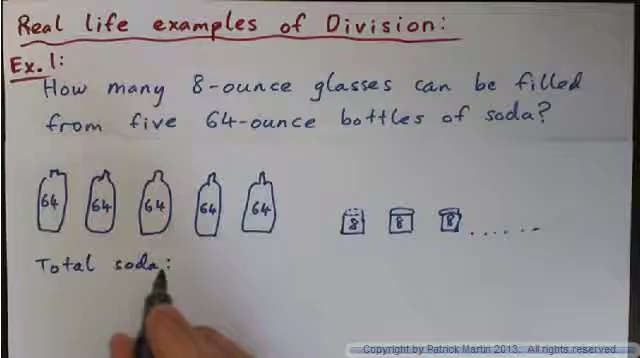 Real life examples of Division:
Ex. 1:
How many 8-ounce glasses can be filled
from five 64-ounce bottles of soda?
64 64 64 64 64
8 8 8 ......
Total soda:
Copyright by Patrick Martin 2013. All rights reserved